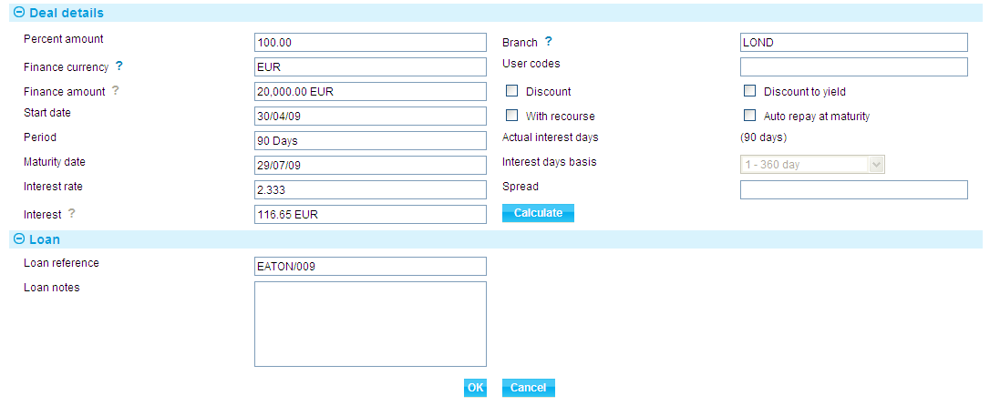 Deal details
Percent amount 100.00 Branch ? LOND
Finance currency ? EUR User codes
Finance amount ? 20,000.00 EUR Discount Discount to yield
Start date 30/04/09 With recourse Auto repay at maturity
Period 90 Days Actual interest days (90 days)
Maturity date 29/07/09 Interest days basis 1 - 360 day
Interest rate 2.333 Spread
Interest ? 116.65 EUR Calculate
Loan
Loan reference EATON/009
Loan notes
OK Cancel